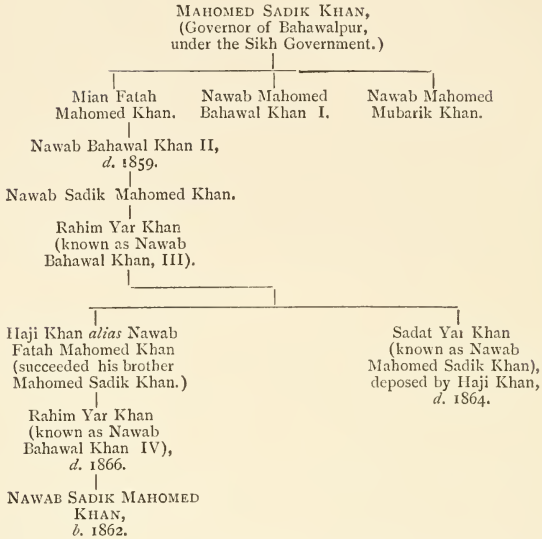 MAHOMED SADIK KHAN,
(Governor of Bahawalpur,
under the Sikh Government.)
Mian Fatah
Mahomed Khan.
Nawab Mahomed
Bahawal Khan I.
Nawab Mahomed
Mubarik Khan.
Nawab Bahawal Khan II,
d. 1859.
Nawab Sadik Mahomed Khan.
Rahim Yar Khan
(known as Nawab
Bahawal Khan, III).
Haji Khan alias Nawab
Fatah Mahomed Khan
(succeeded his brother
Mahomed Sadik Khan.)
Sadat Yar Khan
(known as Nawab
Mahomed Sadik Khan),
deposed by Haji Khan,
d. 1864.
Rahim Yar Khan
(known as Nawab
Bahawal Khan IV),
d. 1866.
NAWAB SADIK MAHOMED
KHAN,
b. 1862.